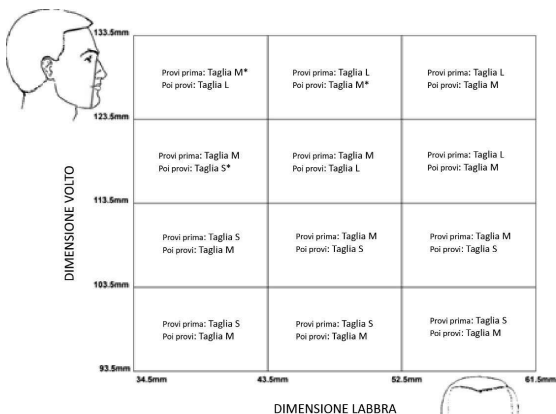 133.5mm
Provi prima: Taglia M*
Poi provi: Taglia L
Provi prima: Taglia L
Poi provi: Taglia M*
Provi prima: Taglia L
Poi provi: Taglia M
123.5mm
Provi prima: Taglia M
Poi provi: Taglia S*
Provi prima: Taglia M
Poi provi: Taglia L
Provi prima: Taglia L
Poi provi: Taglia M
113.5mm
DIMENSIONE VOLTO
Provi prima: Taglia S
Poi provi: Taglia M
Provi prima: Taglia M
Poi provi: Taglia S
Provi prima: Taglia M
Poi provi: Taglia S
103.5mm
Provi prima: Taglia S
Poi provi: Taglia M
Provi prima: Taglia S
Poi provi: Taglia M
Provi prima: Taglia S
Poi provi: Taglia M
93.5mm
34.5mm 43.5mm 52.5mm 61.5mm
DIMENSIONE LABBRA